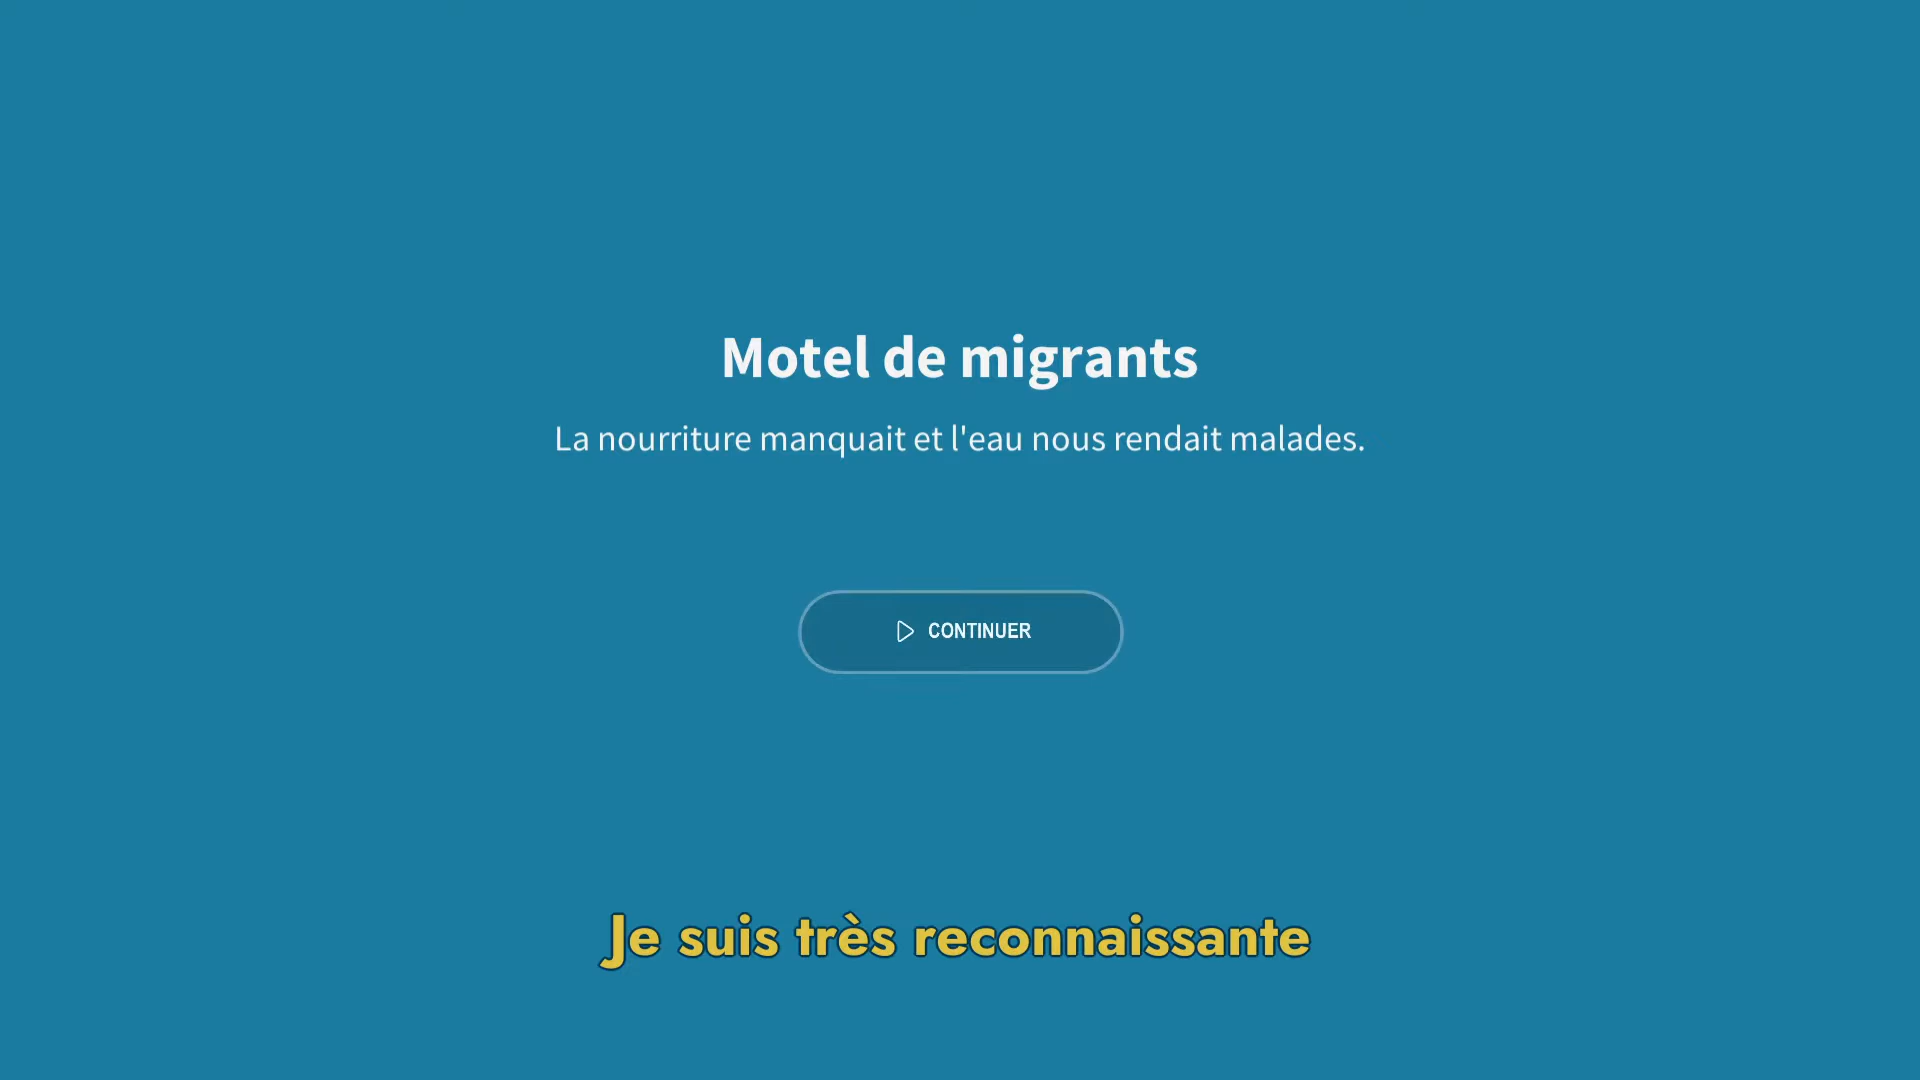 Motel de migrants
La nourriture manquait et l'eau nous rendait malades.
CONTINUER
Je suis très reconnaissante